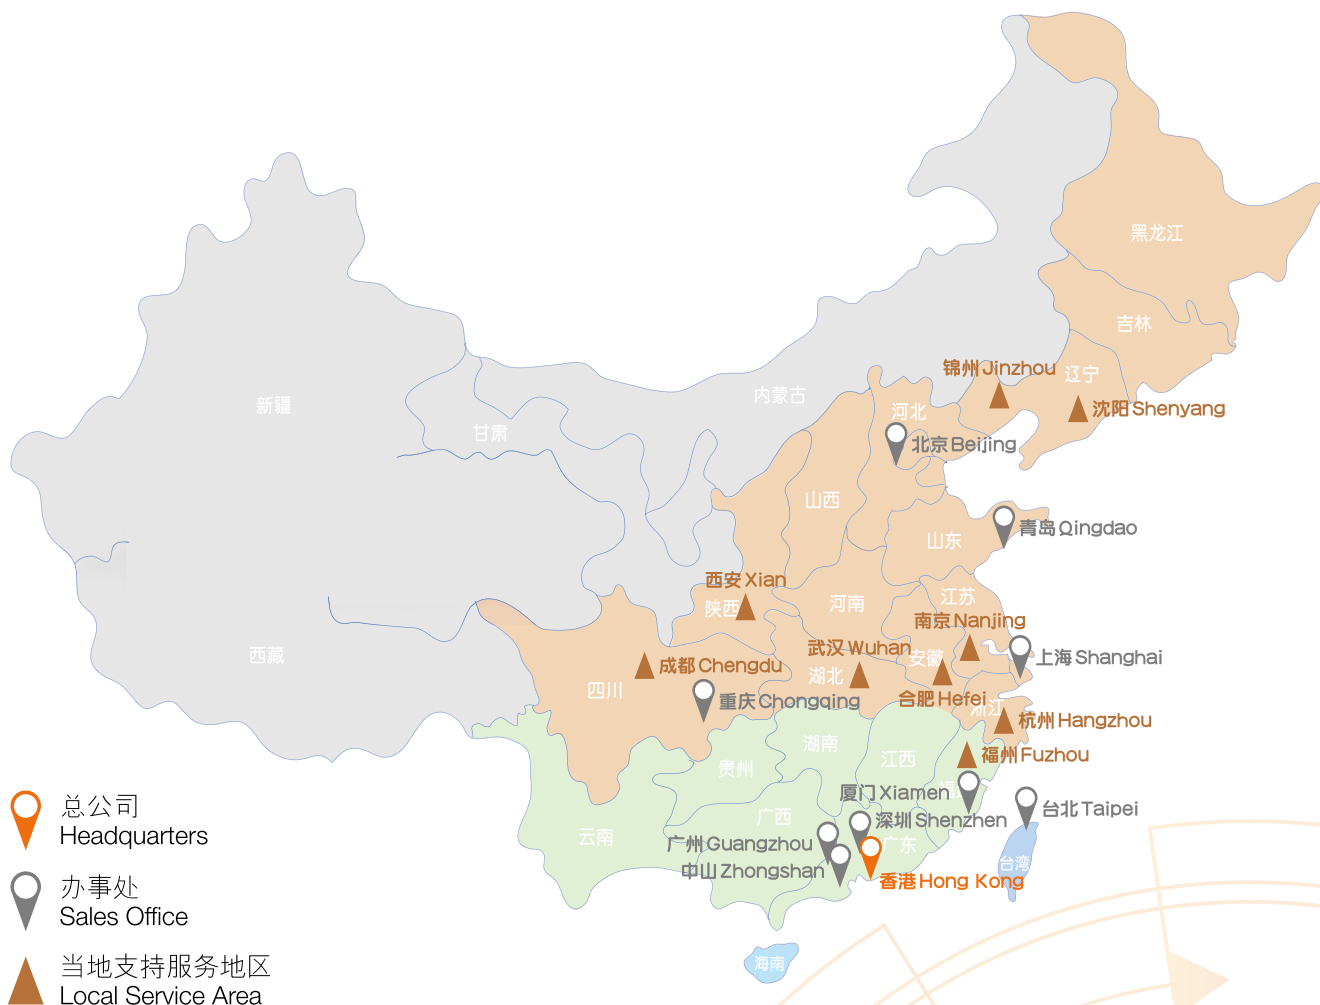 黑龙江
吉林
锦州 Jinzhou
辽宁
内蒙古
新疆
河北
沈阳 Shenyang
甘肃
北京 Beijing
山西
青岛 Qingdao
山东
西安 Xian
陕西
河南
江苏
南京 Nanjing
武汉 Wuhan
西藏
成都 Chengdu
安徽
上海 Shanghai
湖北
四川
重庆 Chongqing
合肥 Hefei
浙江
杭州 Hangzhou
湖南
福州 Fuzhou
江西
贵州
厦门 Xiamen
总公司
Headquarters
台北 Taipei
广西
深圳 Shenzhen
云南
广州 Guangzhou
广东
台湾
中山 Zhongshan
香港 Hong Kong
办事处
Sales Office
海南
当地支持服务地区
Local Service Area